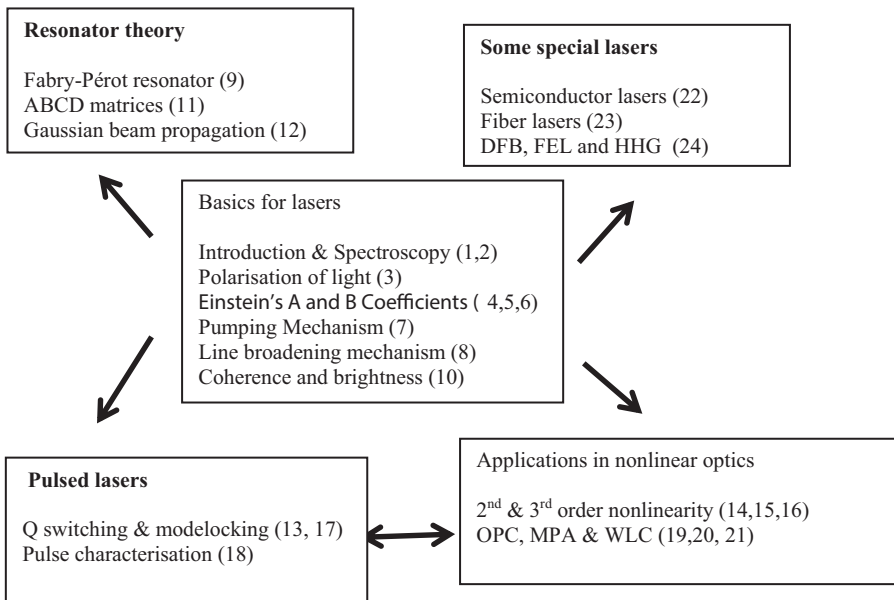 Resonator theory
Fabry-Pérot resonator (9)
ABCD matrices (11)
Gaussian beam propagation (12)
Some special lasers
Semiconductor lasers (22)
Fiber lasers (23)
DFB, FEL and HHG (24)
Basics for lasers
Introduction & Spectroscopy (1,2)
Polarisation of light (3)
Einstein's A and B Coefficients ( 4,5,6)
Pumping Mechanism (7)
Line broadening mechanism (8)
Coherence and brightness (10)
Pulsed lasers
Q switching & modelocking (13, 17)
Pulse characterisation (18)
Applications in nonlinear optics
2nd & 3rd order nonlinearity (14,15,16)
OPC, MPA & WLC (19,20, 21)